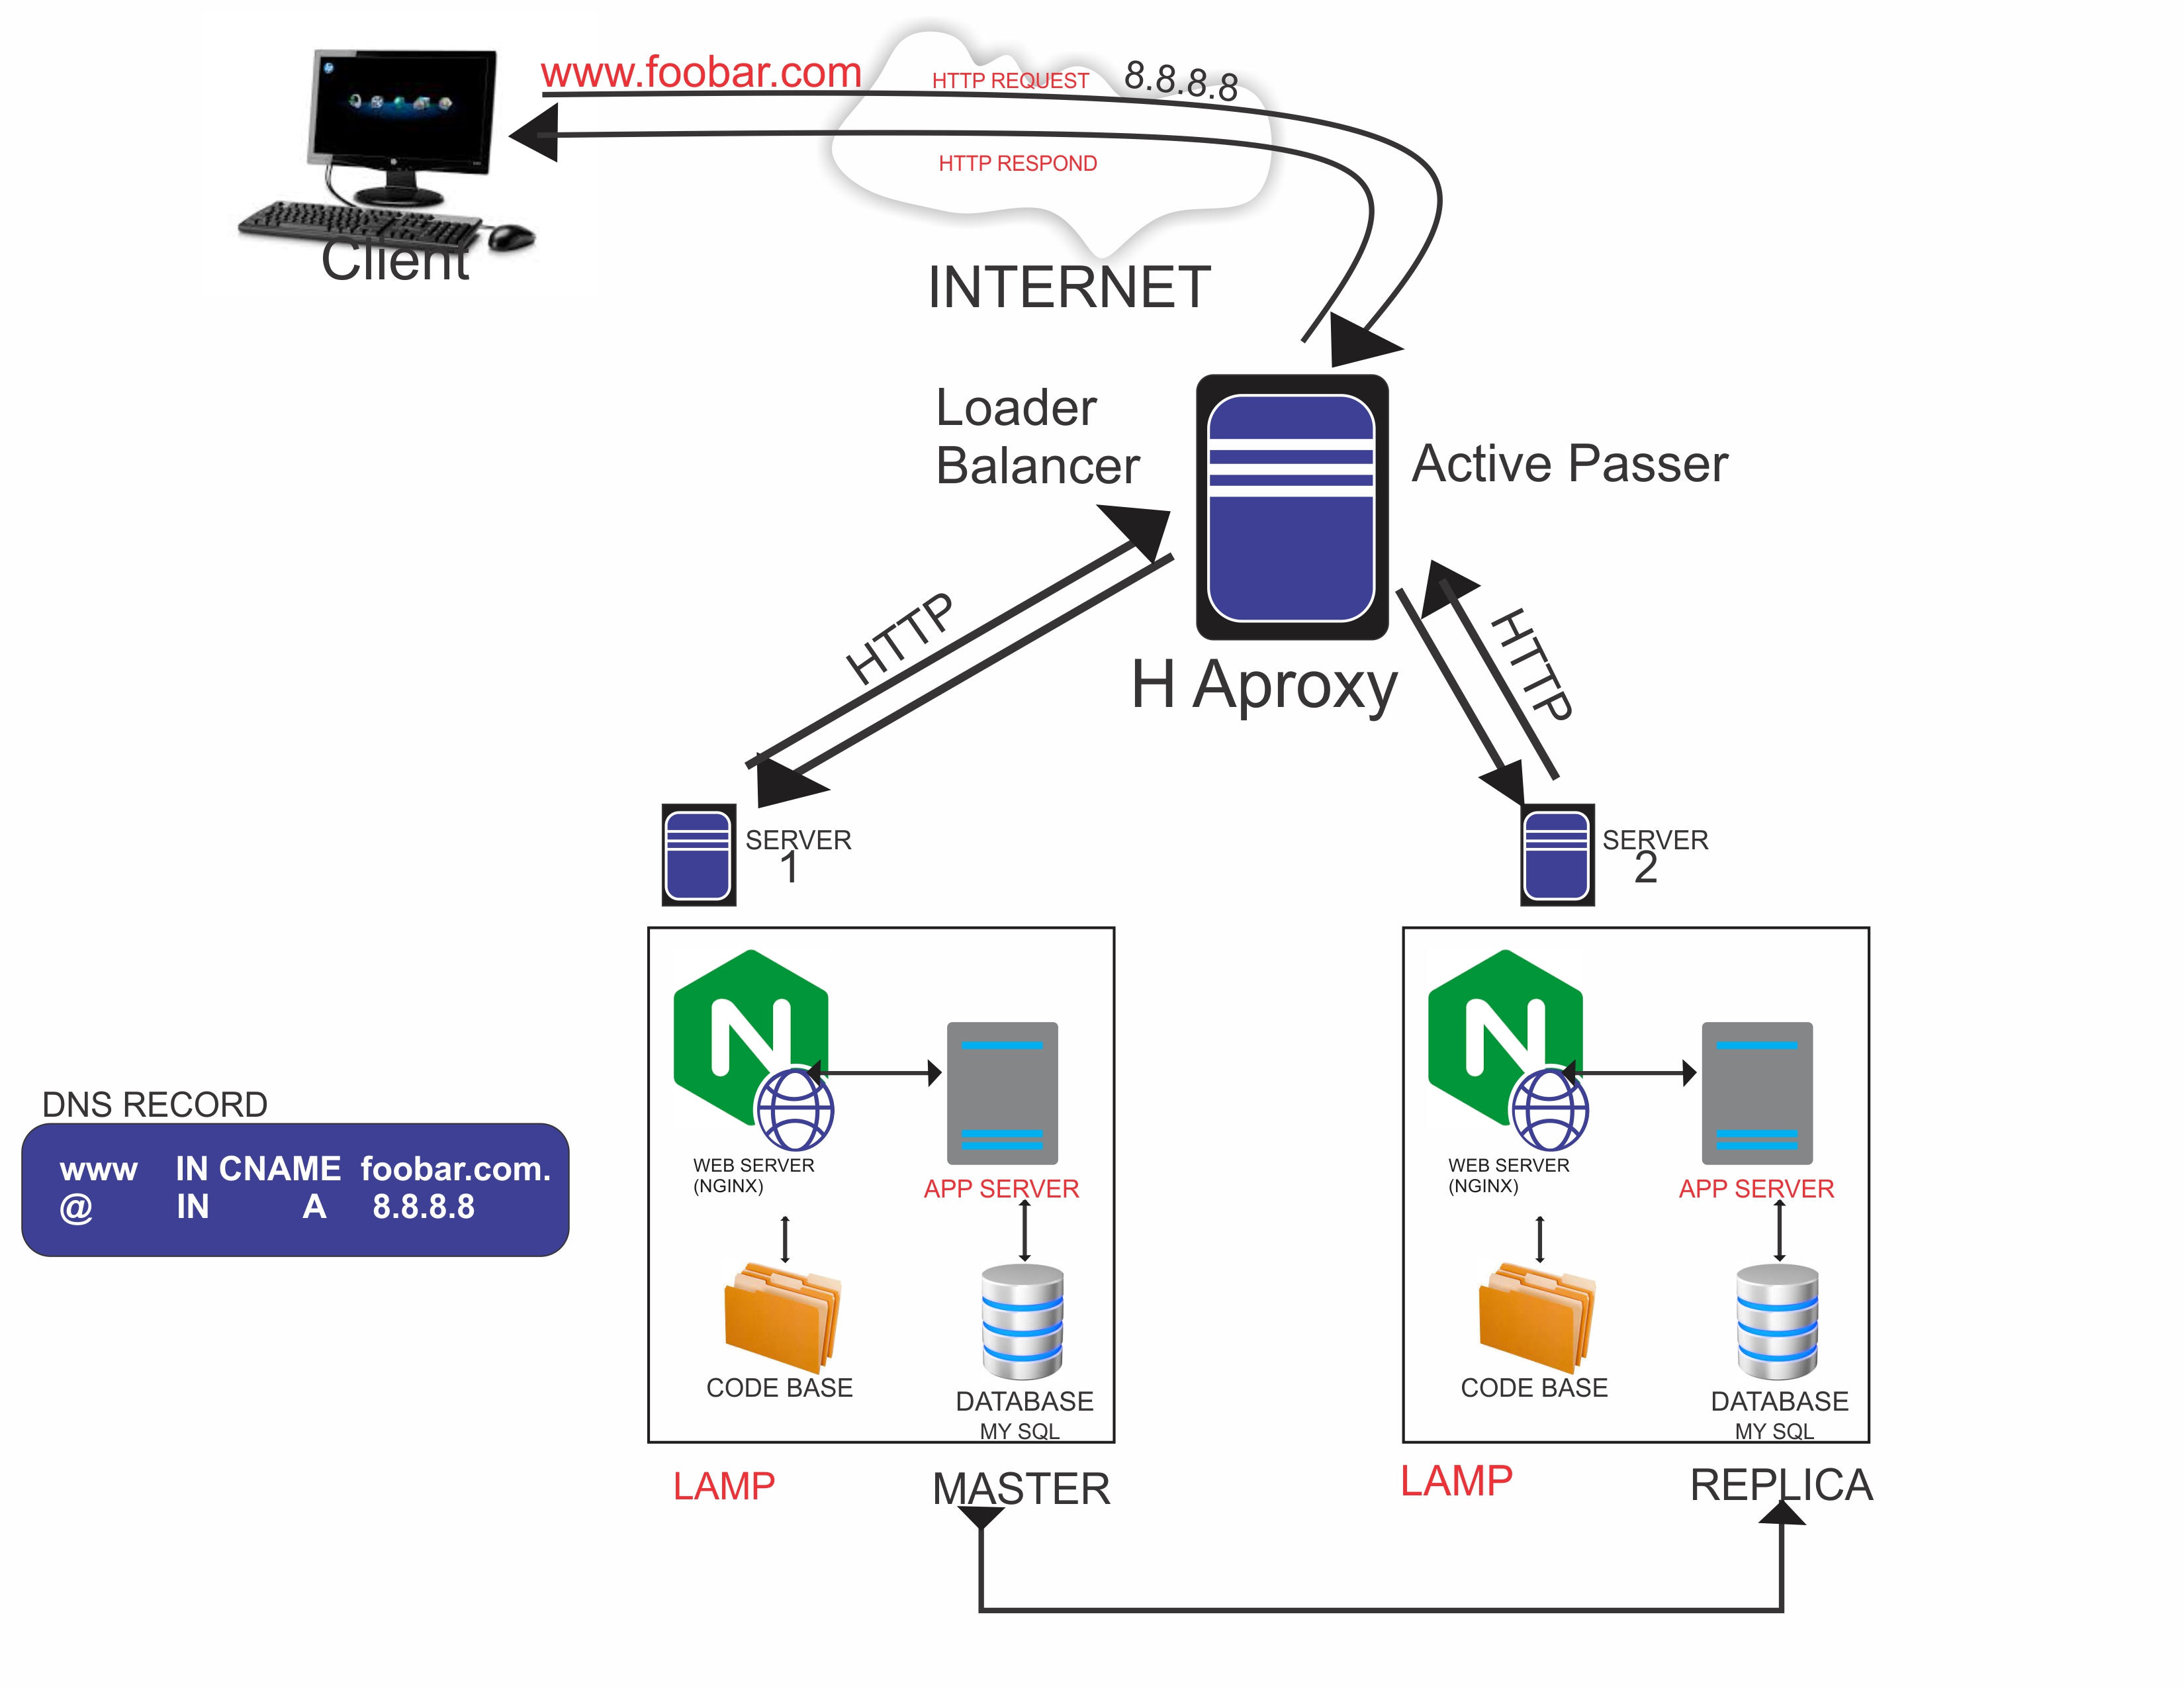 www.foobar.com
HTTP REQUEST
8.8.8.8
HTTP RESPOND
Client
INTERNET
Loader
Balancer
Active Passer
HTTP
HTTP
H Aproxy
SERVER
1
SERVER
2
DNS RECORD
www IN CNAME foobar.com.
@ IN A 8.8.8.8
WEB SERVER
(NGINX)
APP SERVER
CODE BASE
DATABASE
MY SQL
WEB SERVER
(NGINX)
APP SERVER
CODE BASE
DATABASE
MY SQL
LAMP
MASTER
LAMP
REPLICA